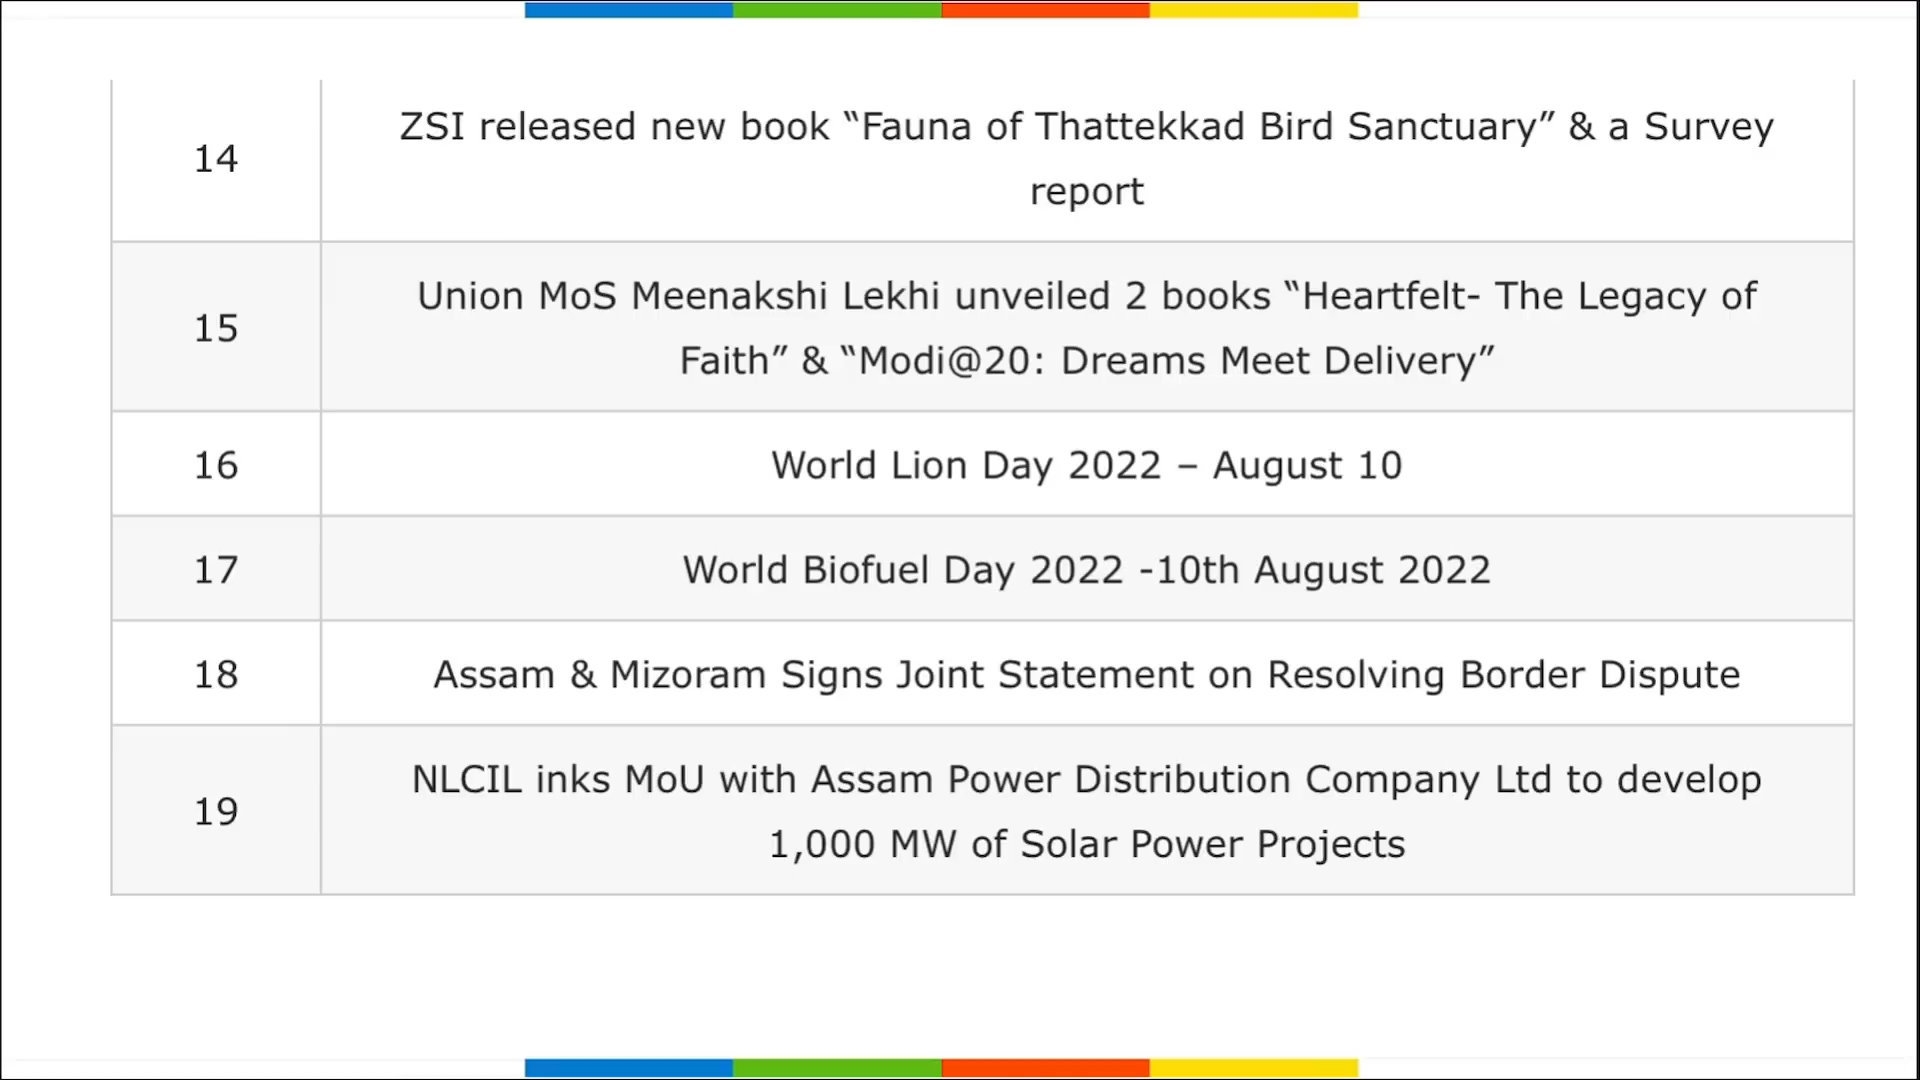 14
ZSI released new book “Fauna of Thattekkad Bird Sanctuary” & a Survey
report
15
Union MoS Meenakshi Lekhi unveiled 2 books “Heartfelt- The Legacy of
Faith” & “Modi@20: Dreams Meet Delivery”
16
World Lion Day 2022 – August 10
17
World Biofuel Day 2022 -10th August 2022
18
Assam & Mizoram Signs Joint Statement on Resolving Border Dispute
19
NLCIL inks MoU with Assam Power Distribution Company Ltd to develop
1,000 MW of Solar Power Projects